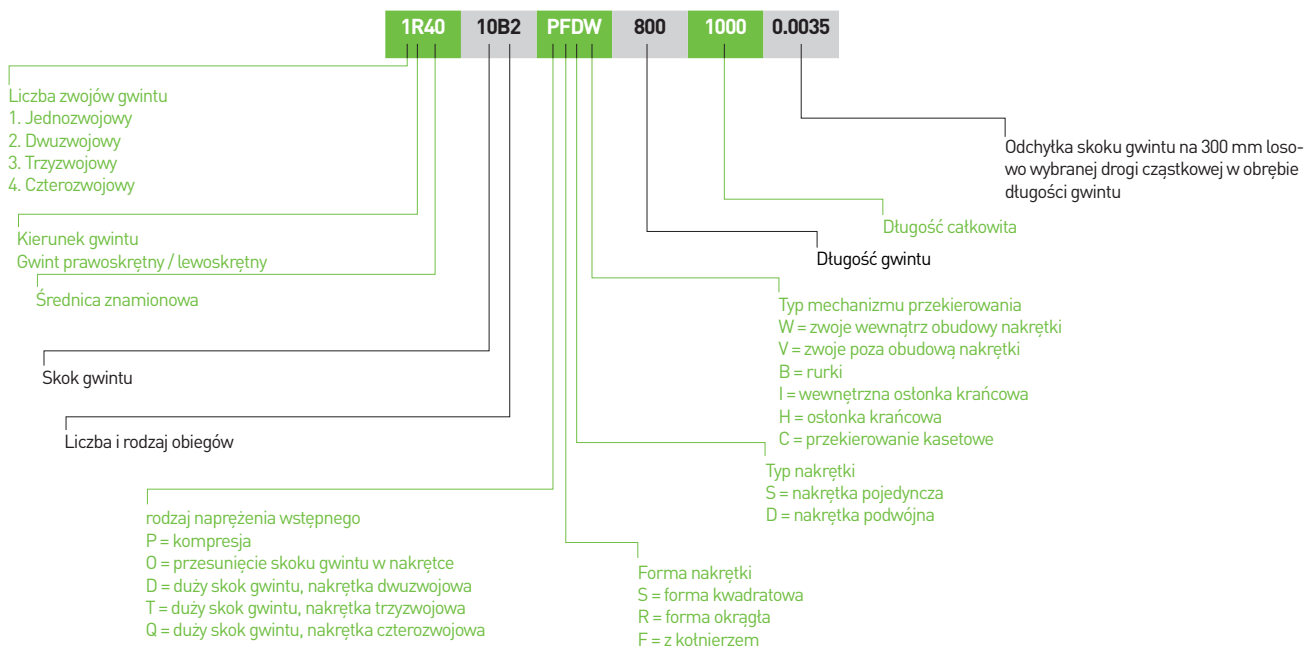 1R40 10B2 PFDW 800 1000 0.0035
Liczba zwojów gwintu
1. Jednozwojowy
2. Dwuzwojowy
3. Trzyzwojowy
4. Czterozwojowy
Kierunek gwintu
Gwint prawoskrętny / lewoskrętny
Średnica znamionowa
Skok gwintu
Liczba i rodzaj obiegów
rodzaj naprężenia wstępnego
P = kompresja
O = przesunięcie skoku gwintu w nakrętce
D = duży skok gwintu, nakrętka dwuzwojowa
T = duży skok gwintu, nakrętka trzyzwojowa
Q = duży skok gwintu, nakrętka czterozwojowa
Forma nakrętki
S = forma kwadratowa
R = forma okrągła
F = z kołnierzem
Typ nakrętki
S = nakrętka pojedyncza
D = nakrętka podwójna
Typ mechanizmu przekierowania
W = zwoje wewnątrz obudowy nakrętki
V = zwoje poza obudową nakrętki
B = rurki
I = wewnętrzna osłonka krańcowa
H = osłonka krańcowa
C = przekierowanie kasetowe
Długość gwintu
Długość całkowita
Odchyłka skoku gwintu na 300 mm loso-
wo wybranej drogi cząstkowej w obrębie
długości gwintu